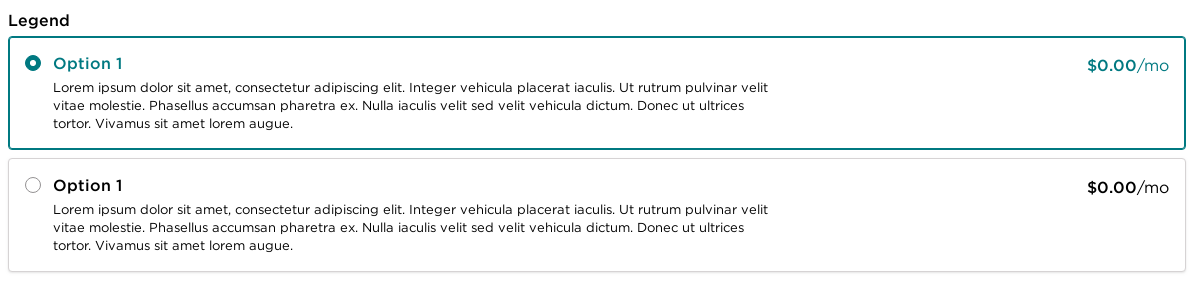 Legend
Option 1
$0.00/mo
Lorem ipsum dolor sit amet, consectetur adipiscing elit. Integer vehicula placerat iaculis. Ut rutrum pulvinar velit
vitae molestie. Phasellus accumsan pharetra ex. Nulla iaculis velit sed velit vehicula dictum. Donec ut ultrices
tortor. Vivamus sit amet lorem augue.
Option 1
$0.00/mo
Lorem ipsum dolor sit amet, consectetur adipiscing elit. Integer vehicula placerat iaculis. Ut rutrum pulvinar velit
vitae molestie. Phasellus accumsan pharetra ex. Nulla iaculis velit sed velit vehicula dictum. Donec ut ultrices
tortor. Vivamus sit amet lorem augue.